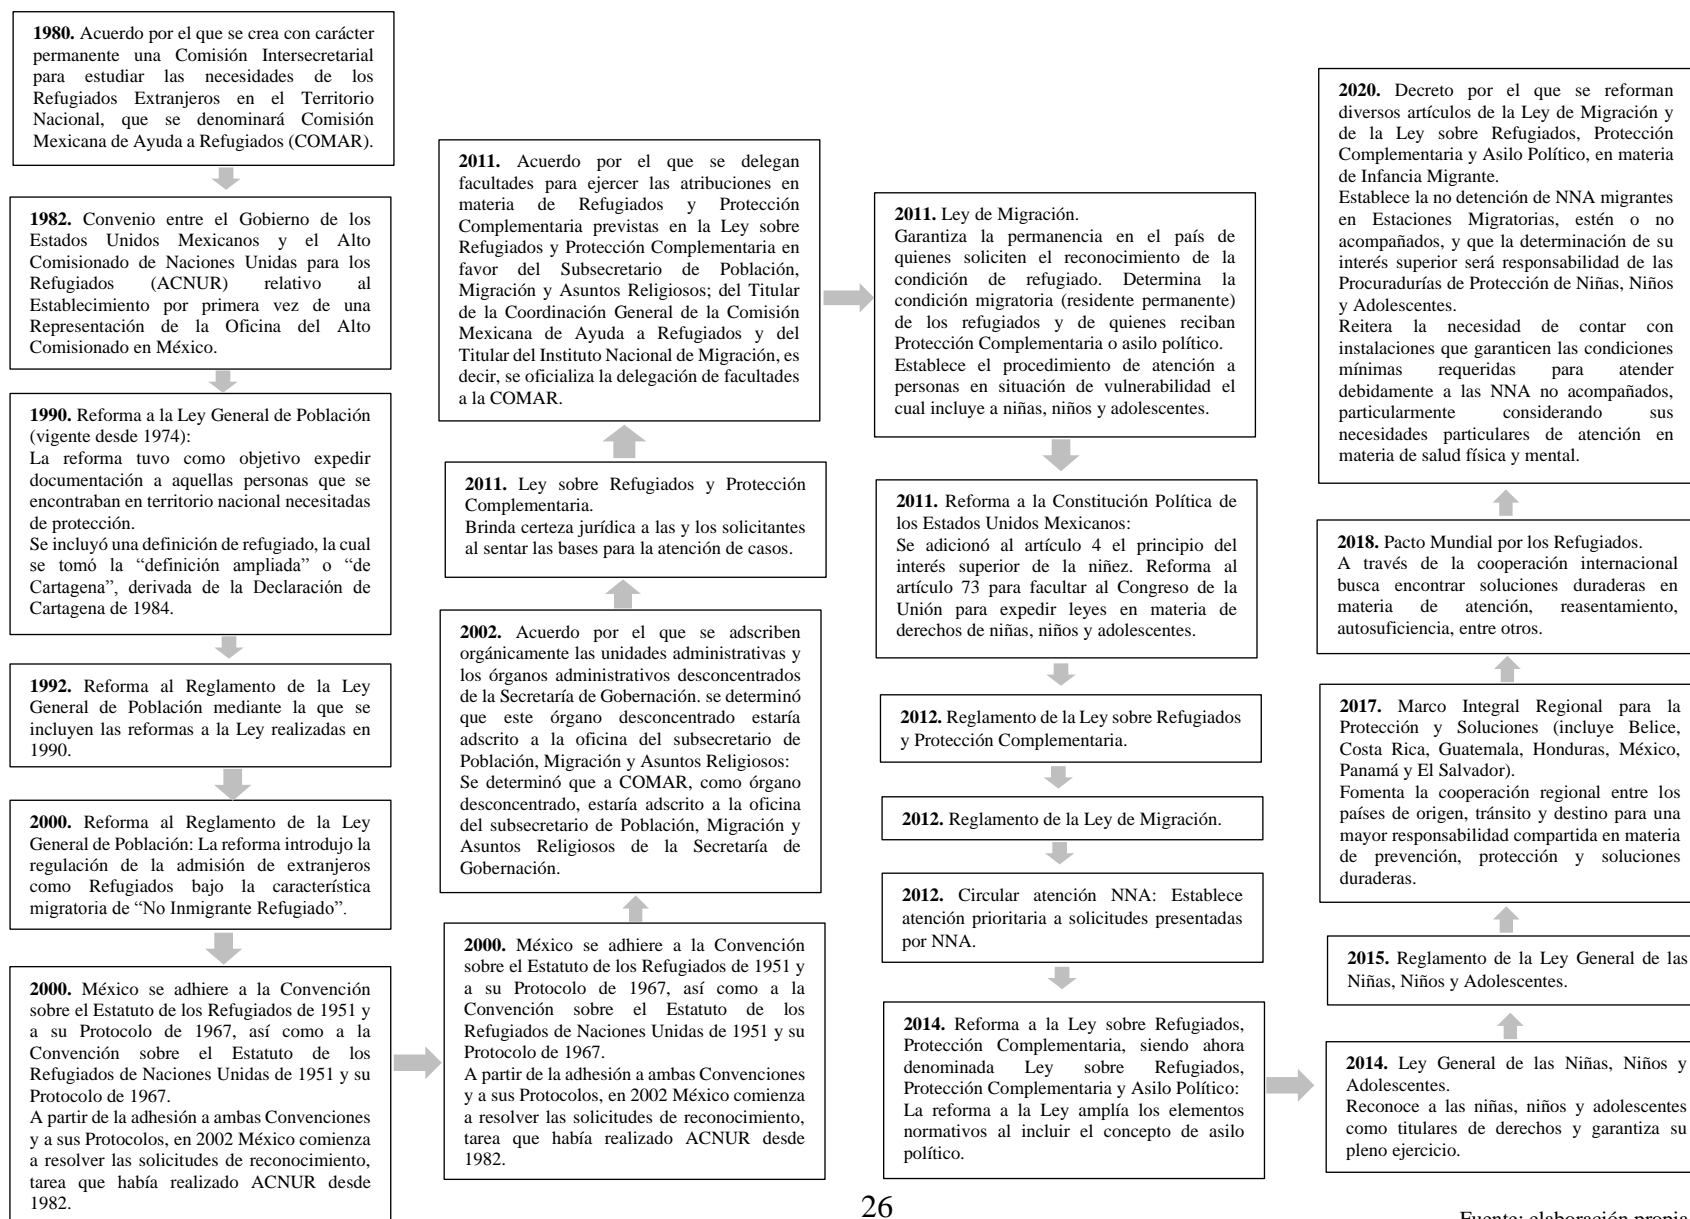 1980. Acuerdo por el que se crea con carácter
permanente una Comisión Intersecretarial
para estudiar las necesidades de los
Refugiados Extranjeros en el Territorio
Nacional, que se denominará Comisión
Mexicana de Ayuda a Refugiados (COMAR).
1982. Convenio entre el Gobierno de los
Estados Unidos Mexicanos y el Alto
Comisionado de Naciones Unidas para los
Refugiados (ACNUR) relativo al
Establecimiento por primera vez de una
Representación de la Oficina del Alto
Comisionado en México.
1990. Reforma a la Ley General de Población
(vigente desde 1974):
La reforma tuvo como objetivo expedir
documentación a aquellas personas que se
encontraban en territorio nacional necesitadas
de protección.
Se incluyó una definición de refugiado, la cual
se tomó la “definición ampliada” o “de
Cartagena”, derivada de la Declaración de
Cartagena de 1984.
1992. Reforma al Reglamento de la Ley
General de Población mediante la que se
incluyen las reformas a la Ley realizadas en
1990.
2000. Reforma al Reglamento de la Ley
General de Población: La reforma introdujo la
regulación de la admisión de extranjeros
como Refugiados bajo la característica
migratoria de “No Inmigrante Refugiado”.
2000. México se adhiere a la Convención
sobre el Estatuto de los Refugiados de 1951 y
a su Protocolo de 1967, así como a la
Convención sobre el Estatuto de los
Refugiados de Naciones Unidas de 1951 y su
Protocolo de 1967.
A partir de la adhesión a ambas Convenciones
y a sus Protocolos, en 2002 México comienza
a resolver las solicitudes de reconocimiento,
tarea que había realizado ACNUR desde
1982.
2000. México se adhiere a la Convención
sobre el Estatuto de los Refugiados de 1951 y
a su Protocolo de 1967, así como a la
Convención sobre el Estatuto de los
Refugiados de Naciones Unidas de 1951 y su
Protocolo de 1967.
A partir de la adhesión a ambas Convenciones
y a sus Protocolos, en 2002 México comienza
a resolver las solicitudes de reconocimiento,
tarea que había realizado ACNUR desde
1982.
2002. Acuerdo por el que se adscriben
orgánicamente las unidades administrativas y
los órganos administrativos desconcentrados
de la Secretaría de Gobernación. se determinó
que este órgano desconcentrado estaría
adscrito a la oficina del subsecretario de
Población, Migración y Asuntos Religiosos:
Se determinó que a COMAR, como órgano
desconcentrado, estaría adscrito a la oficina
del subsecretario de Población, Migración y
Asuntos Religiosos de la Secretaría de
Gobernación.
2011. Ley sobre Refugiados y Protección
Complementaria.
Brinda certeza jurídica a las y los solicitantes
al sentar las bases para la atención de casos.
2011. Acuerdo por el que se delegan
facultades para ejercer las atribuciones en
materia de Refugiados y Protección
Complementaria previstas en la Ley sobre
Refugiados y Protección Complementaria en
favor del Subsecretario de Población,
Migración y Asuntos Religiosos; del Titular
de la Coordinación General de la Comisión
Mexicana de Ayuda a Refugiados y del
Titular del Instituto Nacional de Migración, es
decir, se oficializa la delegación de facultades
a la COMAR.
2011. Ley de Migración.
Garantiza la permanencia en el país de
quienes soliciten el reconocimiento de la
condición de refugiado. Determina la
condición migratoria (residente permanente)
de los refugiados y de quienes reciban
Protección Complementaria o asilo político.
Establece el procedimiento de atención a
personas en situación de vulnerabilidad el
cual incluye a niñas, niños y adolescentes.
2011. Reforma a la Constitución Política de
los Estados Unidos Mexicanos:
Se adicionó al artículo 4 el principio del
interés superior de la niñez. Reforma al
artículo 73 para facultar al Congreso de la
Unión para expedir leyes en materia de
derechos de niñas, niños y adolescentes.
2012. Reglamento de la Ley sobre Refugiados
y Protección Complementaria.
2012. Reglamento de la Ley de Migración.
2012. Circular atención NNA: Establece
atención prioritaria a solicitudes presentadas
por NNA.
2014. Reforma a la Ley sobre Refugiados,
Protección Complementaria, siendo ahora
denominada Ley sobre Refugiados,
Protección Complementaria y Asilo Político:
La reforma a la Ley amplía los elementos
normativos al incluir el concepto de asilo
político.
2014. Ley General de las Niñas, Niños y
Adolescentes.
Reconoce a las niñas, niños y adolescentes
como titulares de derechos y garantiza su
pleno ejercicio.
2015. Reglamento de la Ley General de las
Niñas, Niños y Adolescentes.
2017. Marco Integral Regional para la
Protección y Soluciones (incluye Belice,
Costa Rica, Guatemala, Honduras, México,
Panamá y El Salvador).
Fomenta la cooperación regional entre los
países de origen, tránsito y destino para una
mayor responsabilidad compartida en materia
de prevención, protección y soluciones
duraderas.
2018. Pacto Mundial por los Refugiados.
A través de la cooperación internacional
busca encontrar soluciones duraderas en
materia de atención, reasentamiento,
autosuficiencia, entre otros.
2020. Decreto por el que se reforman
diversos artículos de la Ley de Migración y
de la Ley sobre Refugiados, Protección
Complementaria y Asilo Político, en materia
de Infancia Migrante.
Establece la no detención de NNA migrantes
en Estaciones Migratorias, estén o no
acompañados, y que la determinación de su
interés superior será responsabilidad de las
Procuradurías de Protección de Niñas, Niños
y Adolescentes.
Reitera la necesidad de contar con
instalaciones que garanticen las condiciones
mínimas requeridas para atender
debidamente a las NNA no acompañados,
particularmente considerando sus
necesidades particulares de atención en
materia de salud física y mental.
26
Fuente: elaboración propia